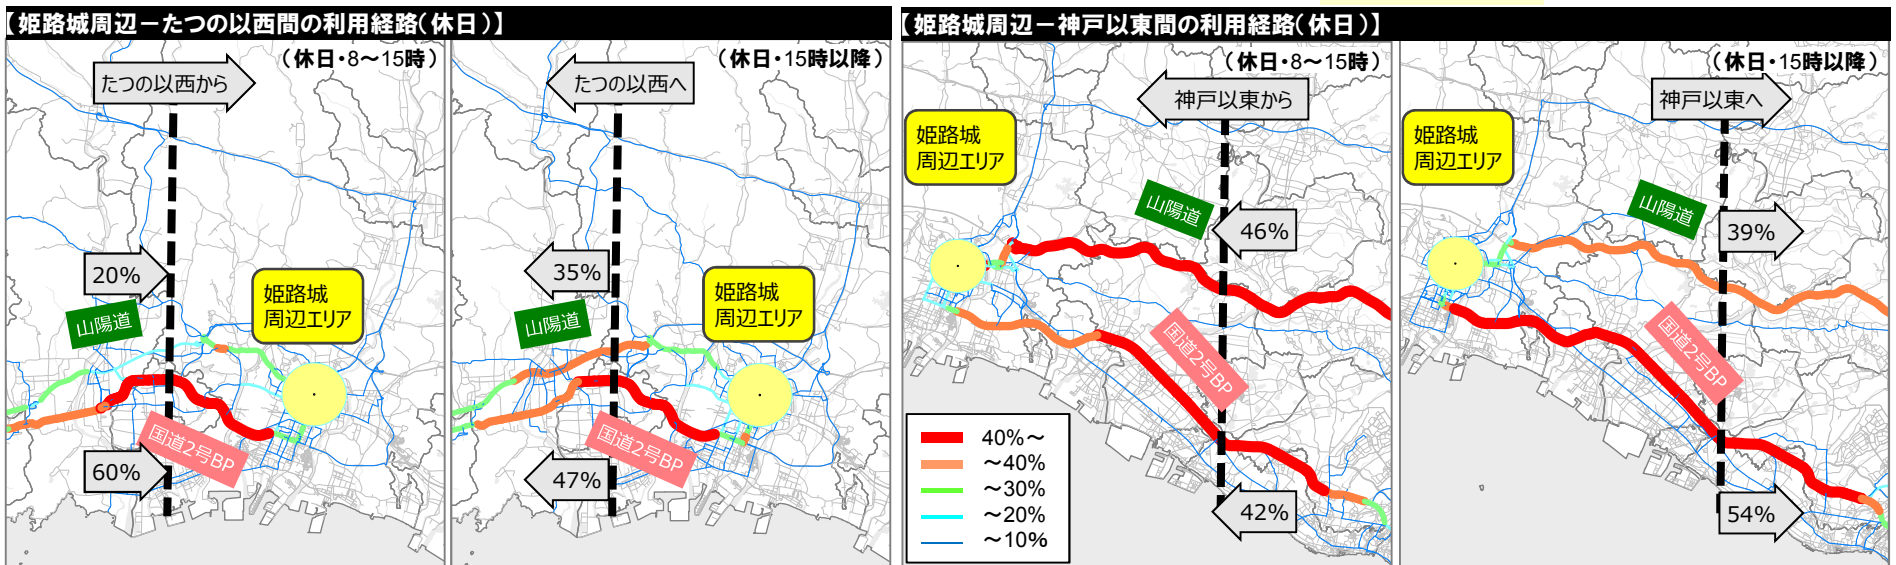 【姫路城周辺－たつの以西間の利用経路(休日)】
(休日・8～15時)
たつの以西から
20%
山陽道
姫路城
周辺エリア
国道2号BP
60%
(休日・15時以降)
たつの以西へ
35%
山陽道
姫路城
周辺エリア
国道2号BP
47%
【姫路城周辺－神戸以東間の利用経路(休日)】
(休日・8～15時)
神戸以東から
姫路城
周辺エリア
山陽道
46%
国道2号BP
42%
40%～
～40%
～30%
～20%
～10%
(休日・15時以降)
神戸以東へ
姫路城
周辺エリア
山陽道
39%
国道2号BP
54%